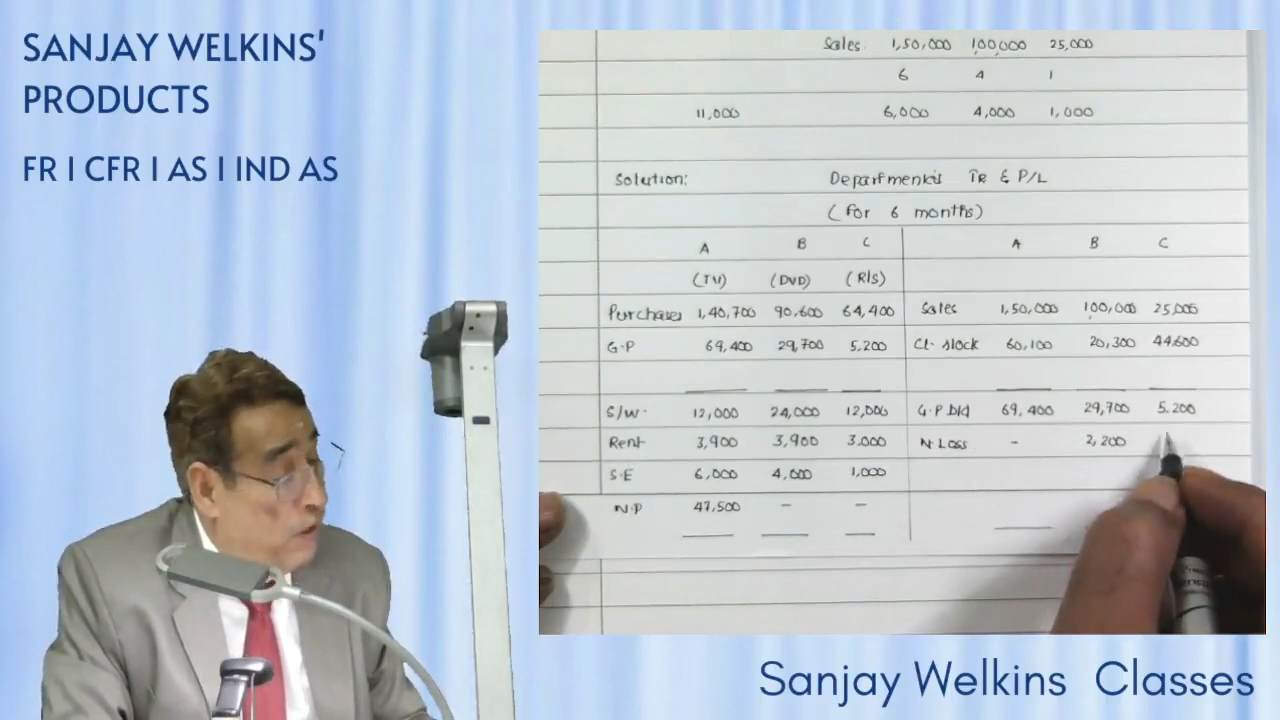 SANJAY WELKINS'
PRODUCTS
FR I CFR I AS I IND AS
Sales. 1,50,000 100,000 25,000
6 4 1
11,000 6,000 4,000 1,000
Solution: Departmental TR & P/L
(for 6 months)
A B C A B C
(TV) (DVD) (R/S)
Purchases 1,40,700 90,600 64,400 Sales 1,50,000 100,000 25,000
G.P 69,400 29,700 5.200 Cl. stock 60,100 20,300 44,600
S/W. 12,000 24,000 12,000 G.P b/d 69,400 29,700 5.200
Rent 3,900 3,900 3.000 N.Loss - 2,200
S.E 6,000 4,000 1,000
N.P 47,500 - -
Sanjay Welkins Classes